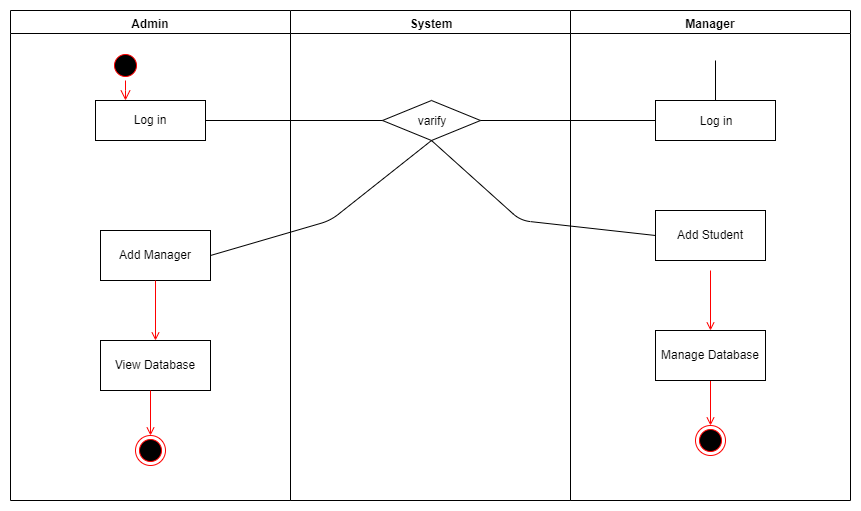 Admin
System
Manager
Log in
varify
Log in
Add Manager
Add Student
View Database
Manage Database